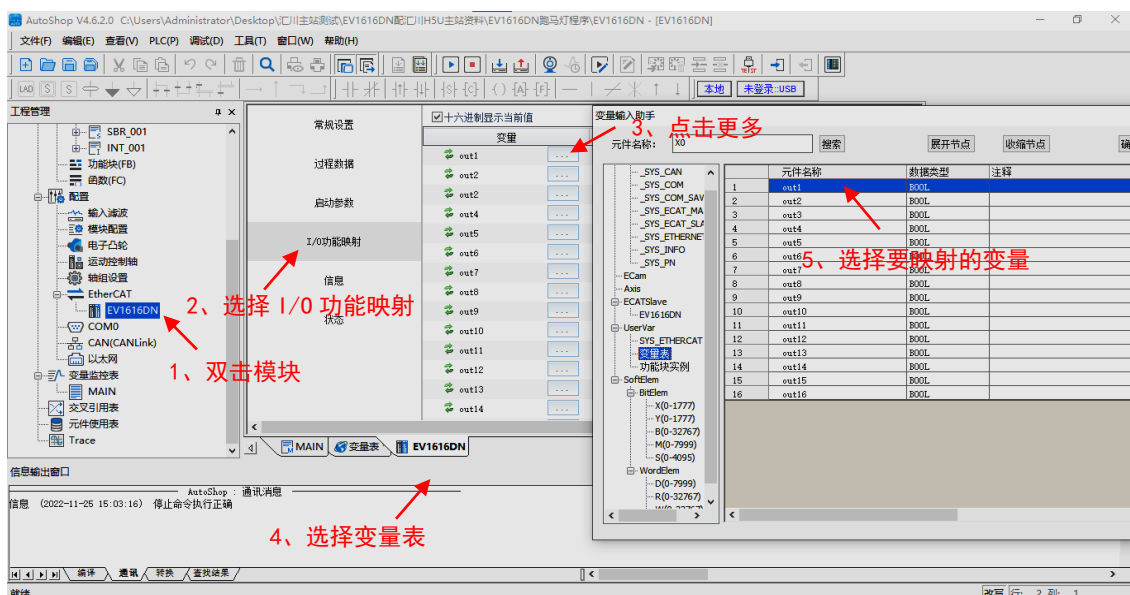 AutoShop V4.6.2.0 C:\Users\Administrator\Desktop\汇川主站测试\EV1616DN配汇川H5U主站资料\EV1616DN跑马灯程序\EV1616DN - [EV1616DN]
文件(F) 编辑(E) 查看(V) PLC(P) 调试(D) 工具(T) 窗口(W) 帮助(H)
LAD
本地 未登录::USB
工程管理
SBR_001
INT_001
功能块(FB)
函数(FC)
配置
输入滤波
模块配置
电子凸轮
运动控制轴
轴组设置
EtherCAT
EV1616DN
COM0
CAN(CANLink)
以太网
变量监控表
MAIN
交叉引用表
元件使用表
Trace
1、双击模块
常规设置
过程数据
启动参数
I/O功能映射
信息
状态
2、选择I/O功能映射
十六进制显示当前值
变量
out1 ...
out2 ...
out2 ...
out4 ...
out5 ...
out6 ...
out7 ...
out8 ...
out9 ...
out10 ...
out11 ...
out12 ...
out13 ...
out14 ...
MAIN 变量表 EV1616DN
变量输入助手
3、点击更多
元件名称: X0 搜索 展开节点 收缩节点 确
_SYS_CAN
_SYS_COM
_SYS_COM_SAV
_SYS_ECAT_MA
_SYS_ECAT_SLA
_SYS_ETHERNE
_SYS_INFO
_SYS_PN
ECam
Axis
ECATSlave
EV1616DN
UserVar
SYS_ETHERCAT
变量表
功能块实例
SoftElem
BitElem
X(0-1777)
Y(0-1777)
B(0-32767)
M(0-7999)
S(0-4095)
WordElem
D(0-7999)
R(0-32767)
元件名称 数据类型 注释
1 out1 BOOL
2 out2 BOOL
3 out3 BOOL
4 out4 BOOL
5 out5 BOOL
6 out6 BOOL
7 out7 BOOL
8 out8 BOOL
9 out9 BOOL
10 out10 BOOL
11 out11 BOOL
12 out12 BOOL
13 out13 BOOL
14 out14 BOOL
15 out15 BOOL
16 out16 BOOL
5、选择要映射的变量
4、选择变量表
信息输出窗口
AutoShop : 通讯消息
信息 (2022-11-25 15:03:16) 停止命令执行正确
编译 通讯 转换 查找结果
就绪 改写 行: 2 列: 1